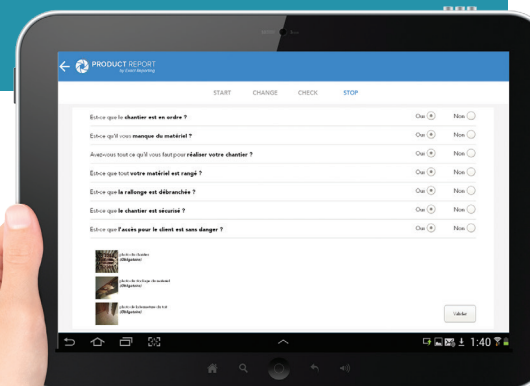 PRODUCT REPORT
by Event Reporting
START CHANGE CHECK STOP
Est-ce que le chantier est en ordre ? Oui Non
Est-ce qu'il vous manque du matériel ? Oui Non
Avez-vous tout ce qu'il vous faut pour réaliser votre chantier ? Oui Non
Est-ce que tout votre matériel est rangé ? Oui Non
Est-ce que la rallonge est débranchée ? Oui Non
Est-ce que le chantier est sécurisé ? Oui Non
Est-ce que l'accès pour le client est sans danger ? Oui Non
photo du chantier
(Obligatoire)
(Obligatoire)
(Obligatoire)
Valider
1:40